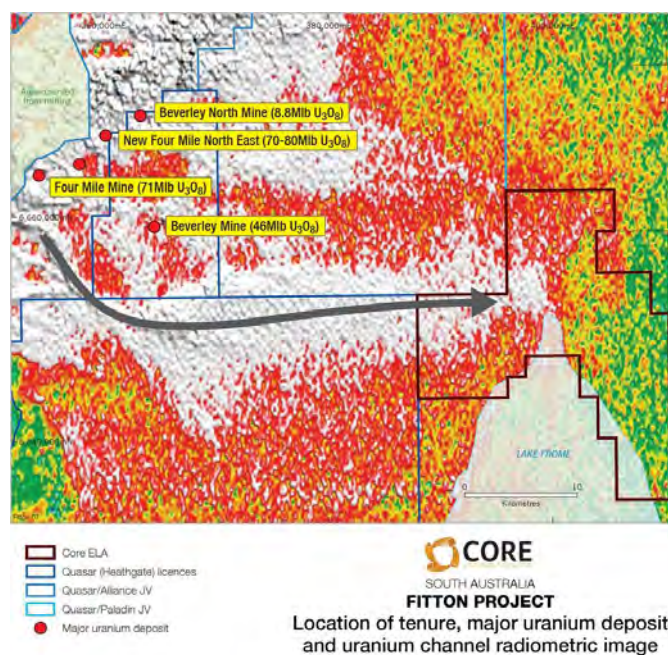 380,000mE
Beverley North Mine (8.8Mlb U₃O₈)
New Four Mile North East (70-80Mlb U₃O₈)
Four Mile Mine (71Mlb U₃O₈)
6,660,000mN
Beverley Mine (46Mlb U₃O₈)
LAKE FROME
0 10
Kilometres
Core ELA
Quasar (Heathgate) licences
Quasar/Alliance JV
Quasar/Paladin JV
Major uranium deposit
CORE
SOUTH AUSTRALIA
FITTON PROJECT
Location of tenure, major uranium deposit
and uranium channel radiometric image